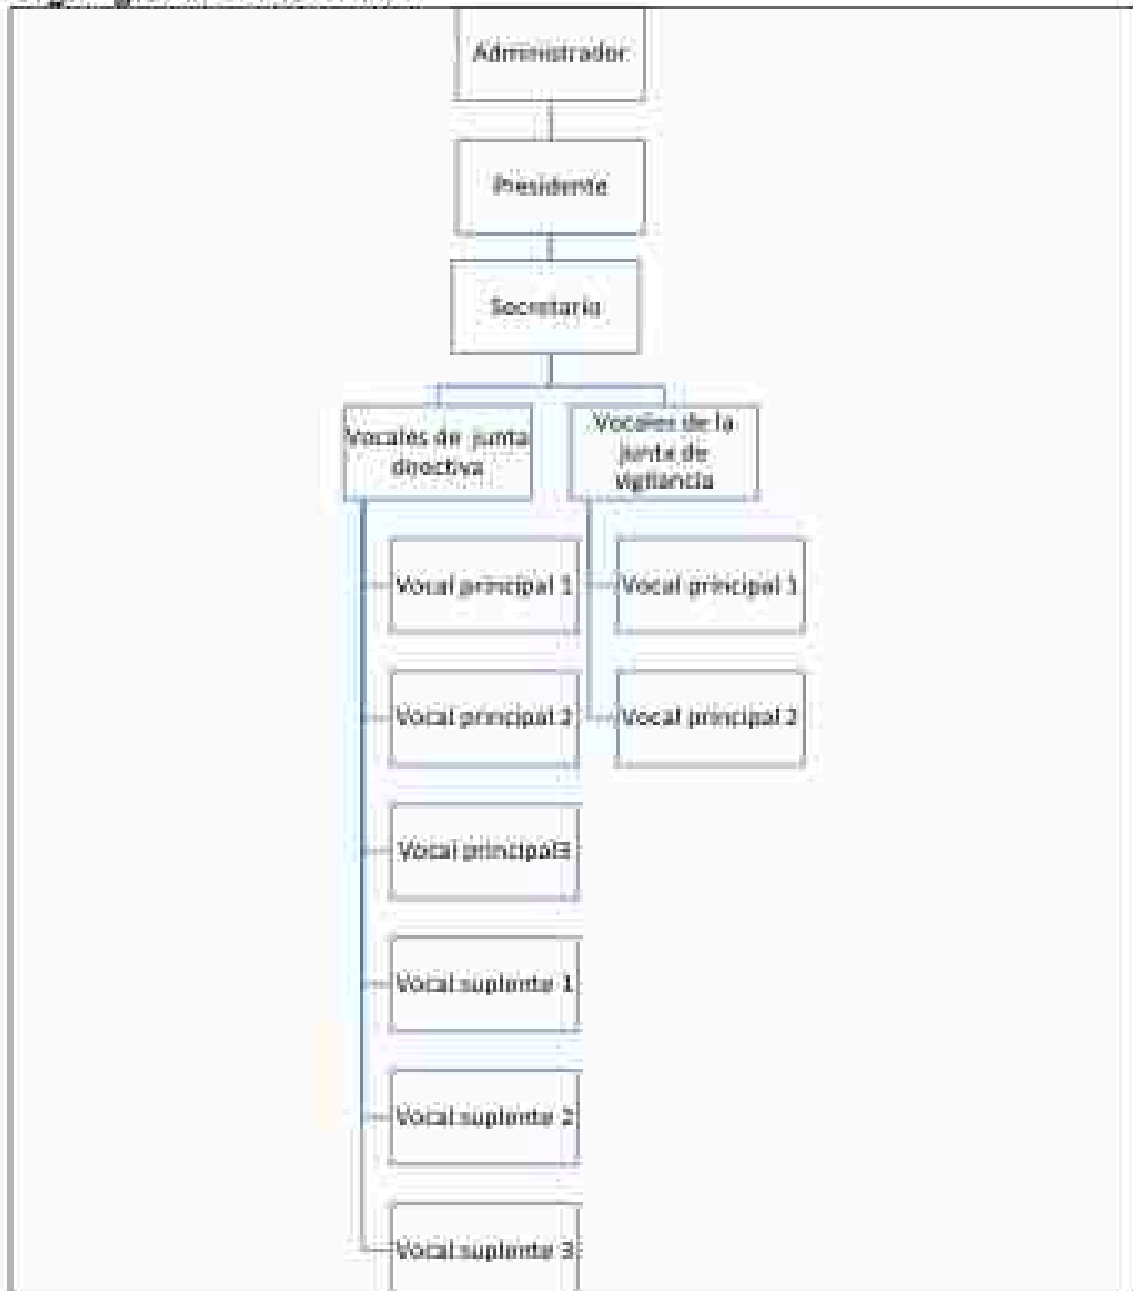 Administrador
Presidente
Secretario
Vocales de junta
directiva
Vocales de la
junta de
vigilancia
Vocal principal 1
Vocal principal 1
Vocal principal 2
Vocal principal 2
Vocal principal3
Vocal suplente 1
Vocal suplente 2
Vocal suplente 3